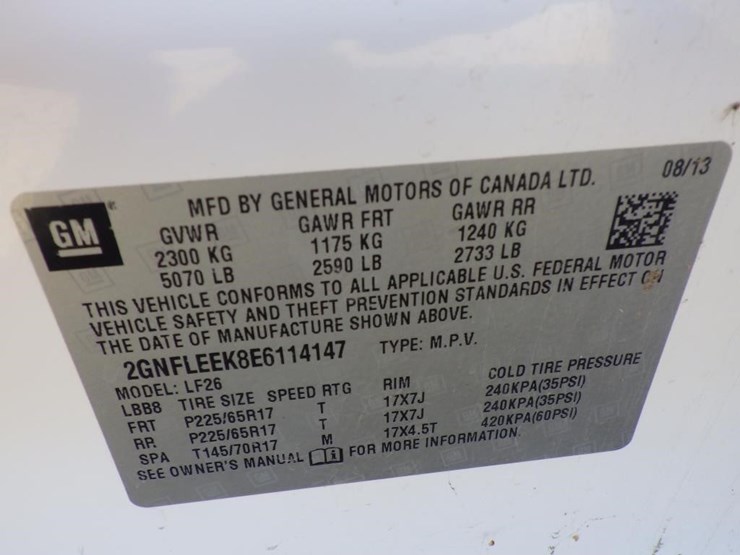 GM ® MFD BY GENERAL MOTORS OF CANADA LTD. 08/13
GVWR GAWR FRT GAWR RR
2300 KG 1175 KG 1240 KG
5070 LB 2590 LB 2733 LB
THIS VEHICLE CONFORMS TO ALL APPLICABLE U.S. FEDERAL MOTOR
VEHICLE SAFETY AND THEFT PREVENTION STANDARDS IN EFFECT ON
THE DATE OF MANUFACTURE SHOWN ABOVE.
2GNFLEEK8E6114147 TYPE: M.P.V.
MODEL: LF26
LBB8 TIRE SIZE SPEED RTG RIM COLD TIRE PRESSURE
FRT P225/65R17 T 17X7J 240KPA(35PSI)
RR P225/65R17 T 17X7J 240KPA(35PSI)
SPA T145/70R17 M 17X4.5T 420KPA(60PSI)
SEE OWNER'S MANUAL FOR MORE INFORMATION.